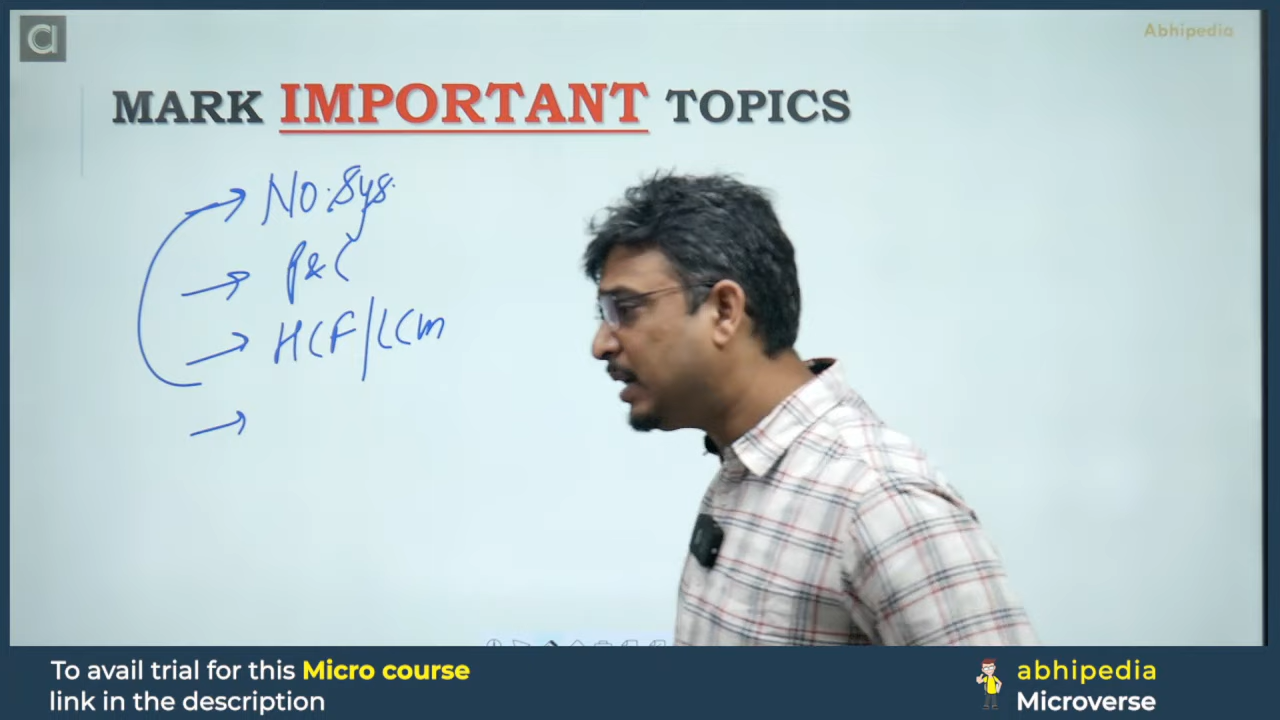 Abhipedia
MARK IMPORTANT TOPICS
No. Sys.
P&C
HCF/LCM
To avail trial for this Micro course
link in the description
abhipedia
Microverse